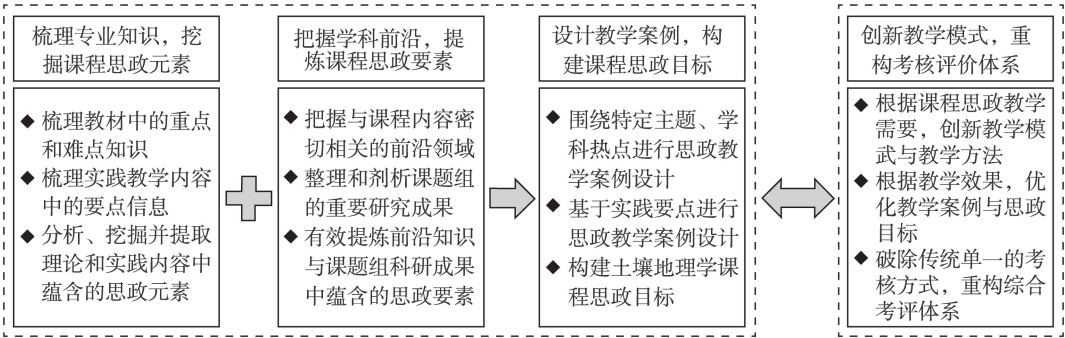 梳理专业知识，挖
掘课程思政元素
梳理教材中的重点
和难点知识
梳理实践教学内容
中的要点信息
分析、挖掘并提取
理论和实践内容中
蕴含的思政元素
把握学科前沿，提
炼课程思政要素
把握与课程内容密
切相关的前沿领域
整理和剂析课题组
的重要研究成果
有效提炼前沿知识
与课题组科研成果
中蕴含的思政要素
设计教学案例，构
建课程思政目标
围绕特定主题、学
科热点进行思政教
学案例设计
基于实践要点进行
思政教学案例设计
构建土壤地理学课
程思政目标
创新教学模式，重
构考核评价体系
根据课程思政教学
需要，创新教学模
式与教学方法
根据教学效果，优
化教学案例与思政
目标
破除传统单一的考
核方式，重构综合
考评体系